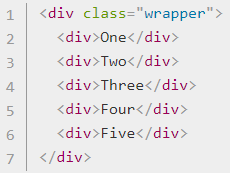 1 <div class="wrapper">
2   <div>One</div>
3   <div>Two</div>
4   <div>Three</div>
5   <div>Four</div>
6   <div>Five</div>
7 </div>